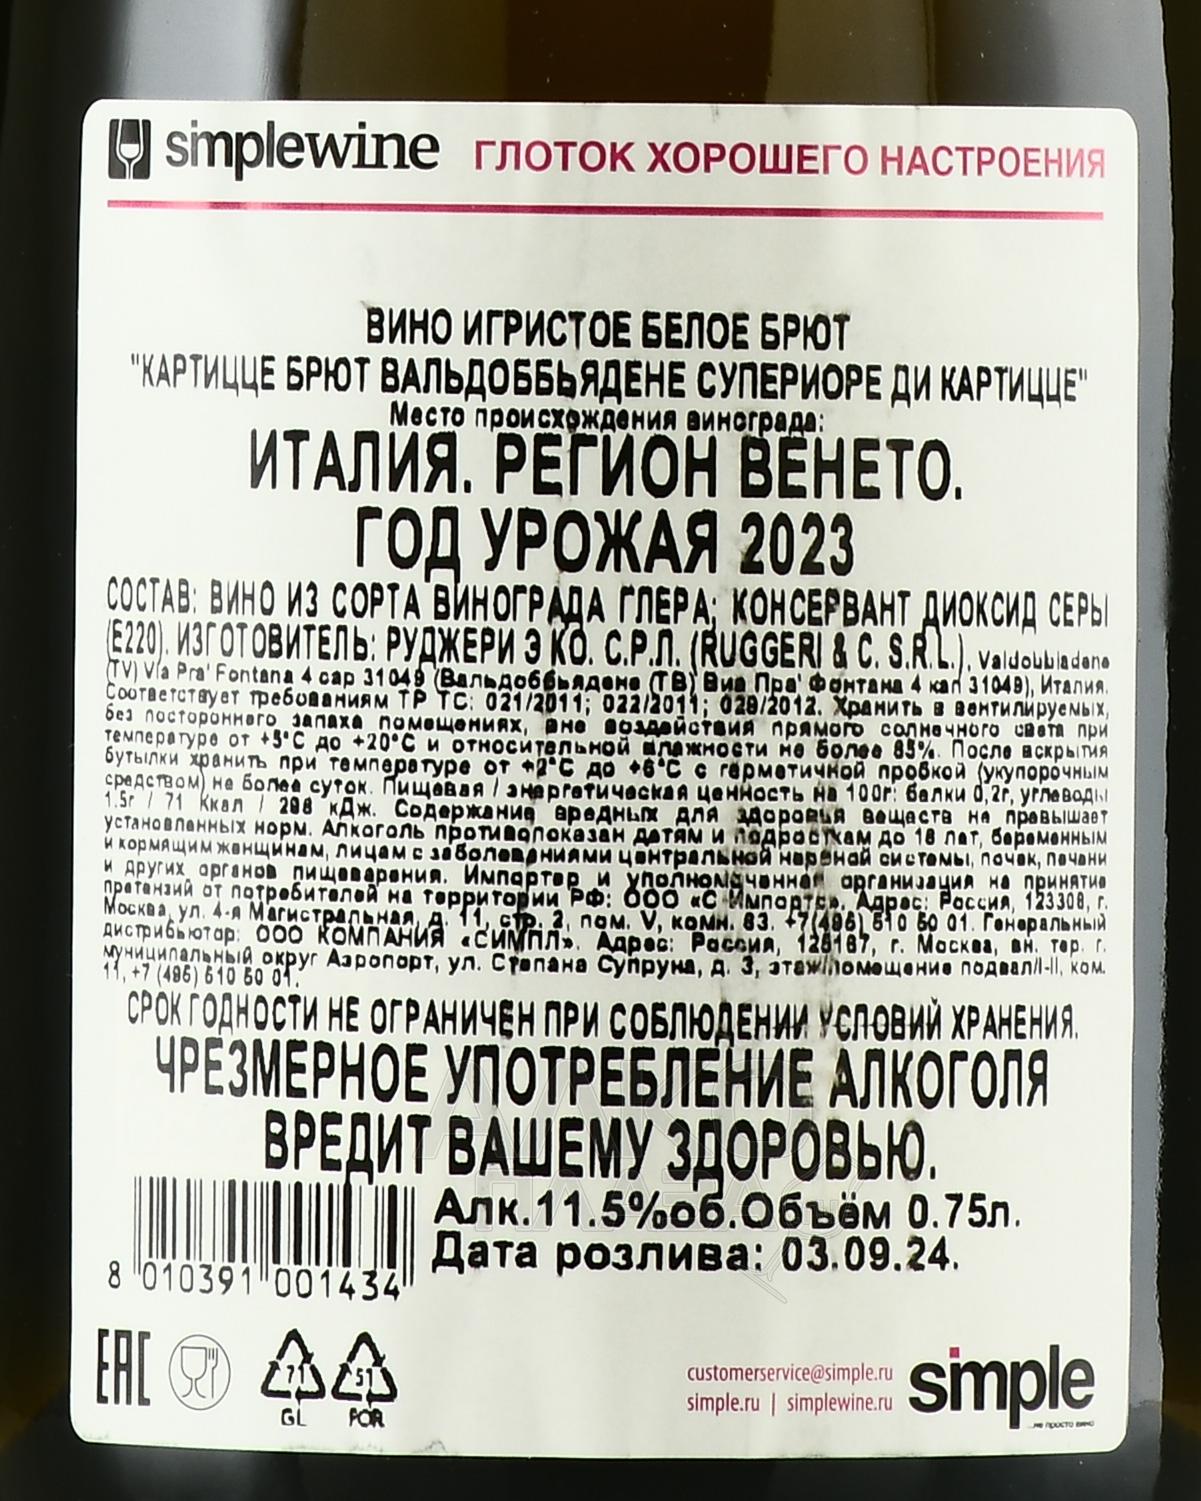 simplewine ГЛОТОК ХОРОШЕГО НАСТРОЕНИЯ
ВИНО ИГРИСТОЕ БЕЛОЕ БРЮТ
"КАРТИЦЦЕ БРЮТ ВАЛЬДОББЬЯДЕНЕ СУПЕРИОРЕ ДИ КАРТИЦЦЕ"
Место происхождения винограда:
ИТАЛИЯ. РЕГИОН ВЕНЕТО.
ГОД УРОЖАЯ 2023
СОСТАВ: ВИНО ИЗ СОРТА ВИНОГРАДА ГЛЕРА; КОНСЕРВАНТ ДИОКСИД СЕРЫ
(Е220). ИЗГОТОВИТЕЛЬ: РУДЖЕРИ Э КО. С.Р.Л. (RUGGERI & C. S.R.L.), Valdobbiadene
(TV) Via Pra' Fontana 4 cap 31049 (Вальдоббьядене (ТВ) Виа Пра' Фонтана 4 кап 31049), Италия.
Соответствует требованиям ТР ТС: 021/2011; 022/2011; 029/2012. Хранить в вентилируемых,
без постороннего запаха помещениях, вне воздействия прямого солнечного света при
температуре от +5°С до +20°С и относительной влажности не более 85%. После вскрытия
бутылки хранить при температуре от +2°С до +6°С с герметичной пробкой (укупорочным
средством) не более суток. Пищевая / энергетическая ценность на 100г: белки 0,2г, углеводы
1.5г / 71 Ккал / 298 кДж. Содержание вредных для здоровья веществ не превышает
установленных норм. Алкоголь противопоказан детям и подросткам до 18 лет, беременным
и кормящим женщинам, лицам с заболеваниями центральной нервной системы, почек, печени
и других органов пищеварения. Импортер и уполномоченная организация на принятие
претензий от потребителей на территории РФ: ООО «С Импортс». Адрес: Россия, 123308, г.
Москва, ул. 4-я Магистральная, д. 11, стр. 2, пом. V, комн. 83. +7(495) 510 50 01. Генеральный
дистрибьютор: ООО КОМПАНИЯ «СИМПЛ». Адрес: Россия, 125167, г. Москва, вн. тер. г.
муниципальный округ Аэропорт, ул. Степана Супруна, д. 3, этаж/помещение подвал/I-II, ком.
11, +7 (495) 510 50 01.
СРОК ГОДНОСТИ НЕ ОГРАНИЧЕН ПРИ СОБЛЮДЕНИИ УСЛОВИЙ ХРАНЕНИЯ.
ЧРЕЗМЕРНОЕ УПОТРЕБЛЕНИЕ АЛКОГОЛЯ
ВРЕДИТ ВАШЕМУ ЗДОРОВЬЮ.
Алк.11.5%об.Объём 0.75л.
Дата розлива: 03.09.24.
8 010391 001434
EAC 71 51
GL FOR
customerservice@simple.ru
simple.ru | simplewine.ru
simple
...не просто вино